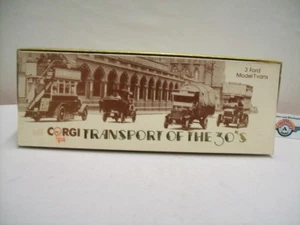 3 Ford
Model T vans
CORGI TRANSPORT OF THE 30's